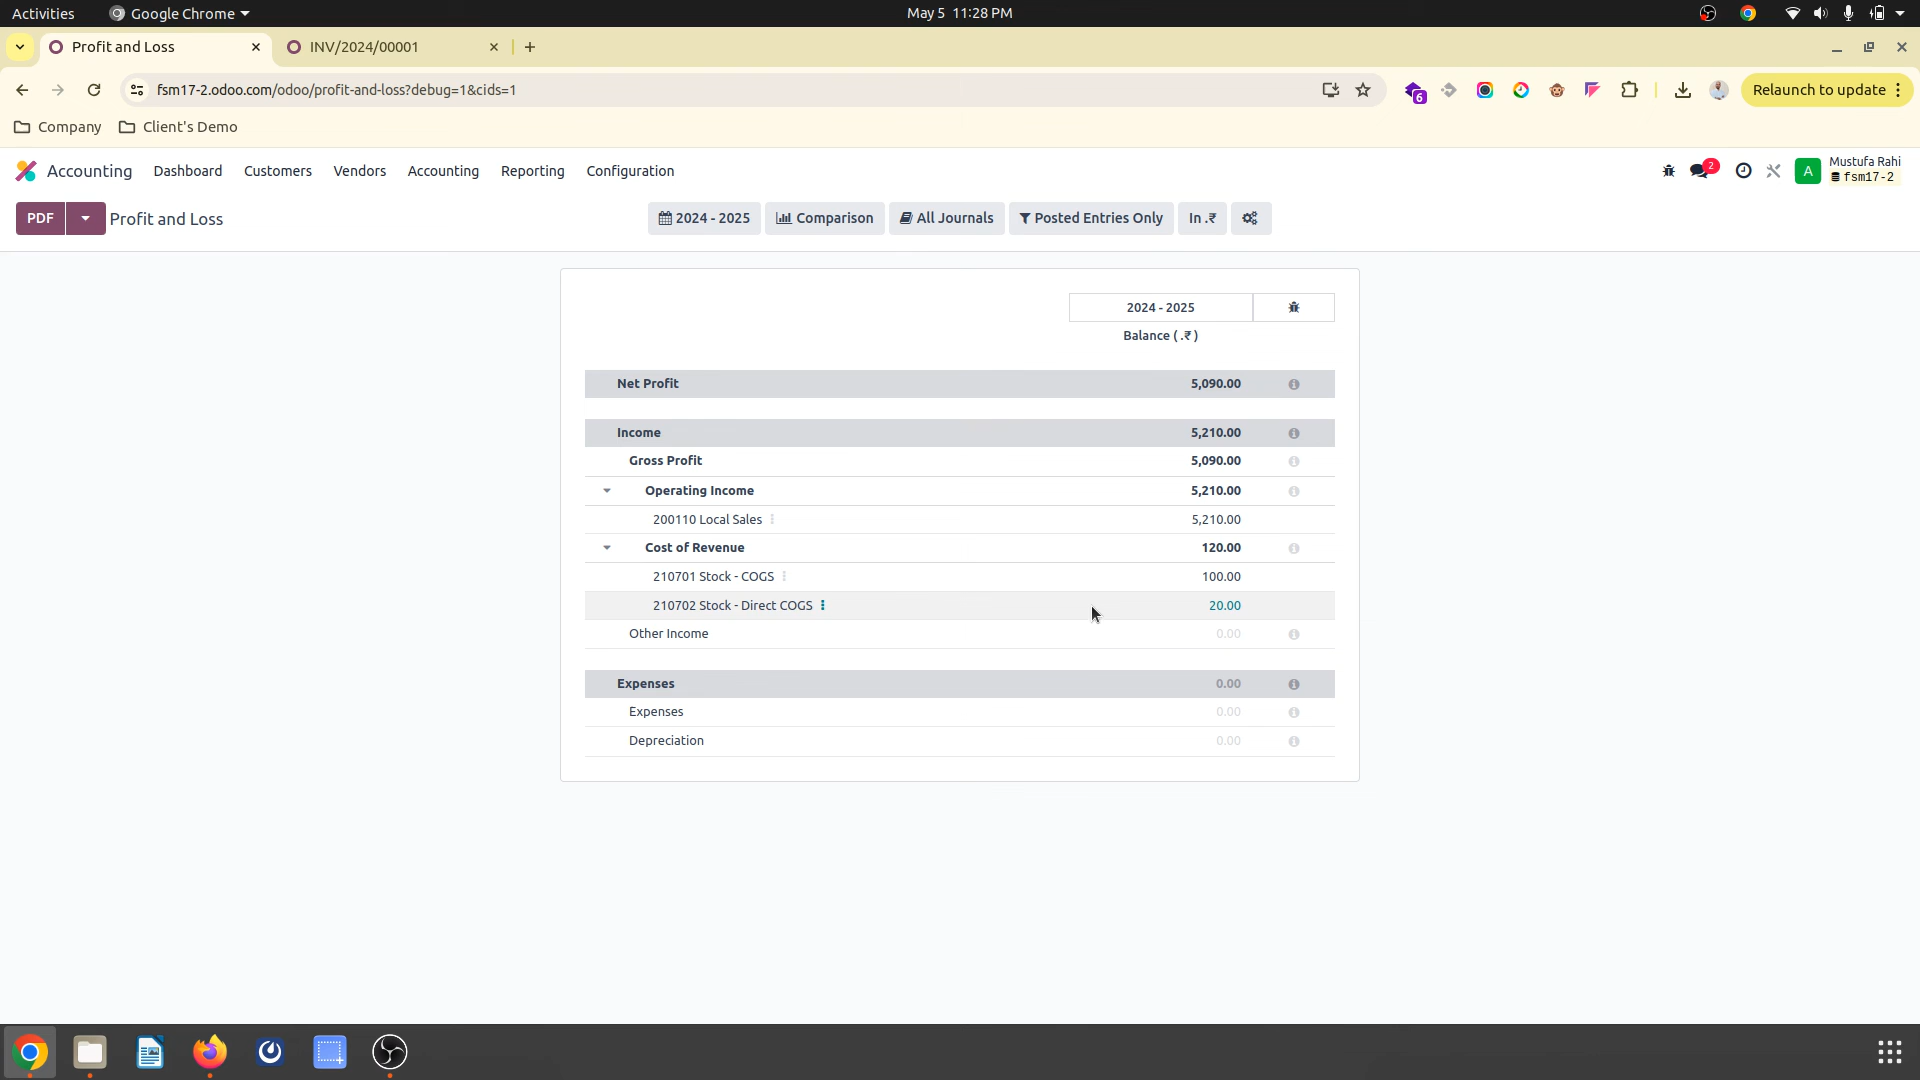 Activities
Google Chrome
May 5 11:28 PM
Profit and Loss
INV/2024/00001
fsm17-2.odoo.com/odoo/profit-and-loss?debug=1&cids=1
6
Relaunch to update
Company
Client's Demo
Accounting
Dashboard
Customers
Vendors
Accounting
Reporting
Configuration
2
A
Mustufa Rahi
fsm17-2
PDF
Profit and Loss
2024 - 2025
Comparison
All Journals
Posted Entries Only
In .₹
2024 - 2025
Balance ( .₹ )
Net Profit 5,090.00
Income 5,210.00
Gross Profit 5,090.00
Operating Income 5,210.00
200110 Local Sales 5,210.00
Cost of Revenue 120.00
210701 Stock - COGS 100.00
210702 Stock - Direct COGS 20.00
Other Income 0.00
Expenses 0.00
Expenses 0.00
Depreciation 0.00